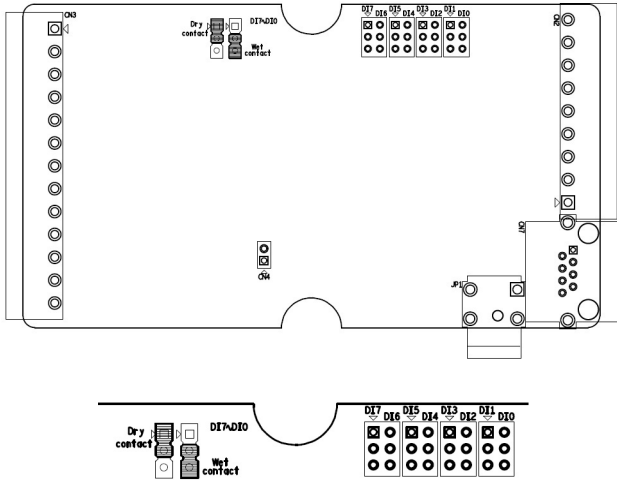 CN3
Dry
contact
DI7~DI0
Wet
contact
DI7 DI5 DI3 DI1
DI6 DI4 DI2 DI0
CN2
CN7
CN4
JP1
Dry
contact
DI7~DI0
Wet
contact
DI7 DI5 DI3 DI1
DI6 DI4 DI2 DI0